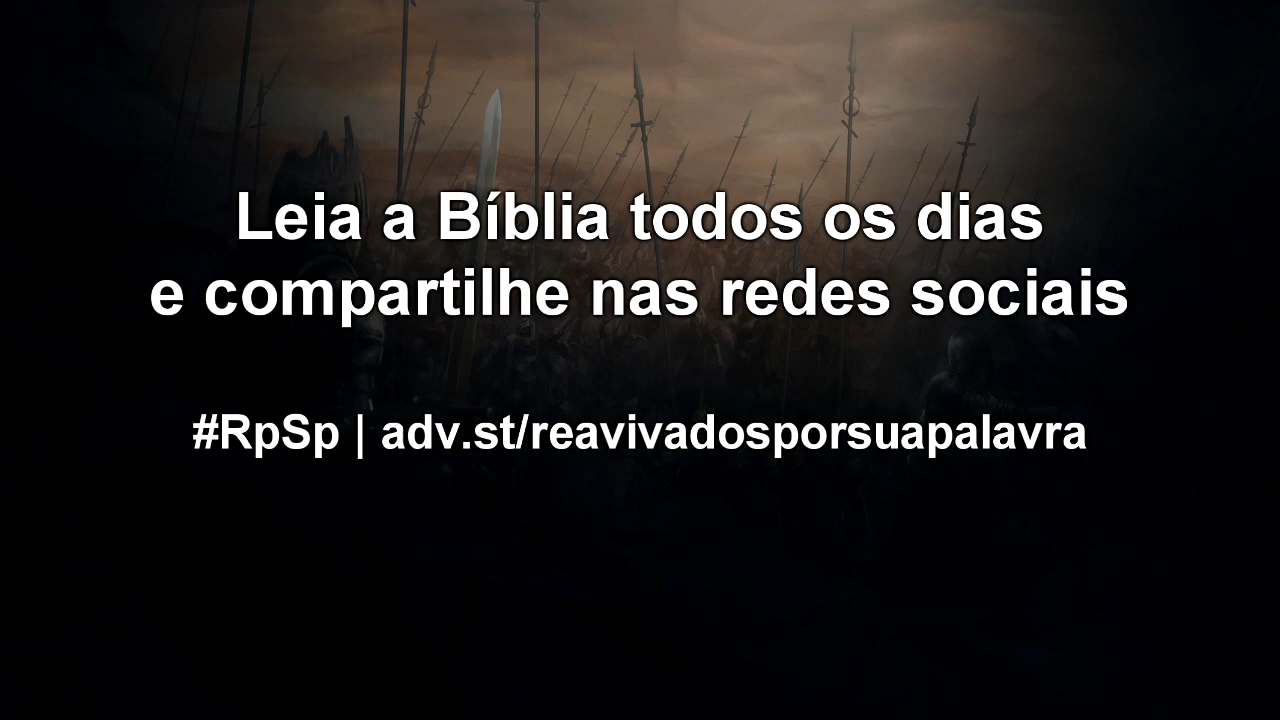 Leia a Bíblia todos os dias
e compartilhe nas redes sociais
#RpSp | adv.st/reavivadosporsuapalavra